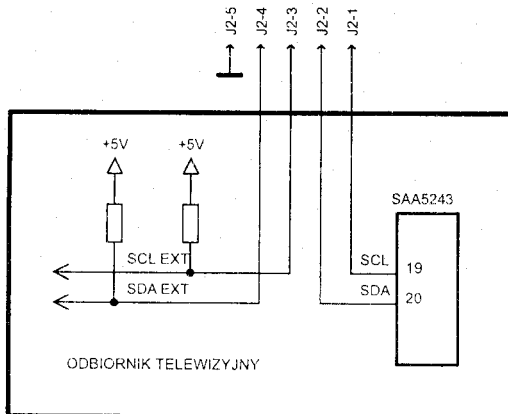 J2-5
J2-4
J2-3
J2-2
J2-1
+5V
+5V
SAA5243
SCL EXT
SCL
19
SDA EXT
SDA
20
ODBIORNIK TELEWIZYJNY